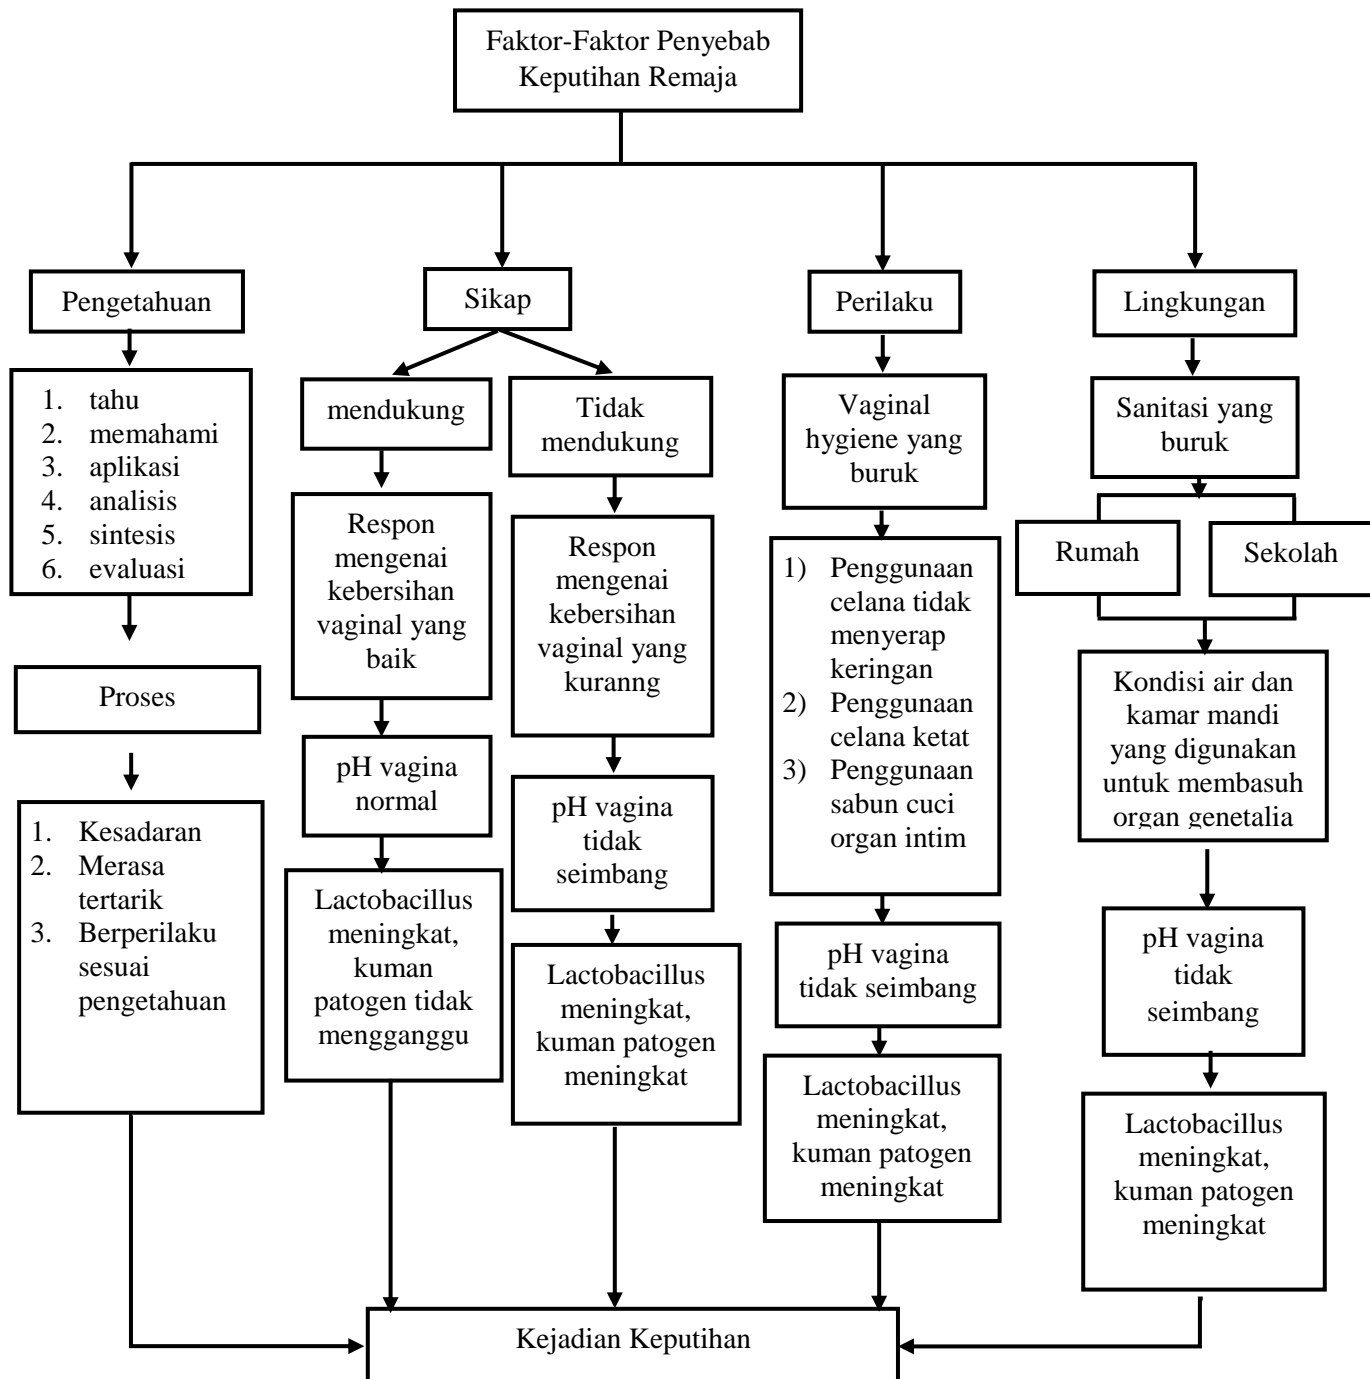 Faktor-Faktor Penyebab
Keputihan Remaja
Pengetahuan
Sikap
Perilaku
Lingkungan
1. tahu
2. memahami
3. aplikasi
4. analisis
5. sintesis
6. evaluasi
Proses
1. Kesadaran
2. Merasa
tertarik
3. Berperilaku
sesuai
pengetahuan
mendukung
Respon
mengenai
kebersihan
vaginal yang
baik
pH vagina
normal
Lactobacillus
meningkat,
kuman
patogen tidak
mengganggu
Tidak
mendukung
Respon
mengenai
kebersihan
vaginal yang
kuranng
pH vagina
tidak
seimbang
Lactobacillus
meningkat,
kuman patogen
meningkat
Vaginal
hygiene yang
buruk
1) Penggunaan
celana tidak
menyerap
keringan
2) Penggunaan
celana ketat
3) Penggunaan
sabun cuci
organ intim
pH vagina
tidak seimbang
Lactobacillus
meningkat,
kuman patogen
meningkat
Sanitasi yang
buruk
Rumah
Sekolah
Kondisi air dan
kamar mandi
yang digunakan
untuk membasuh
organ genetalia
pH vagina
tidak
seimbang
Lactobacillus
meningkat,
kuman patogen
meningkat
Kejadian Keputihan